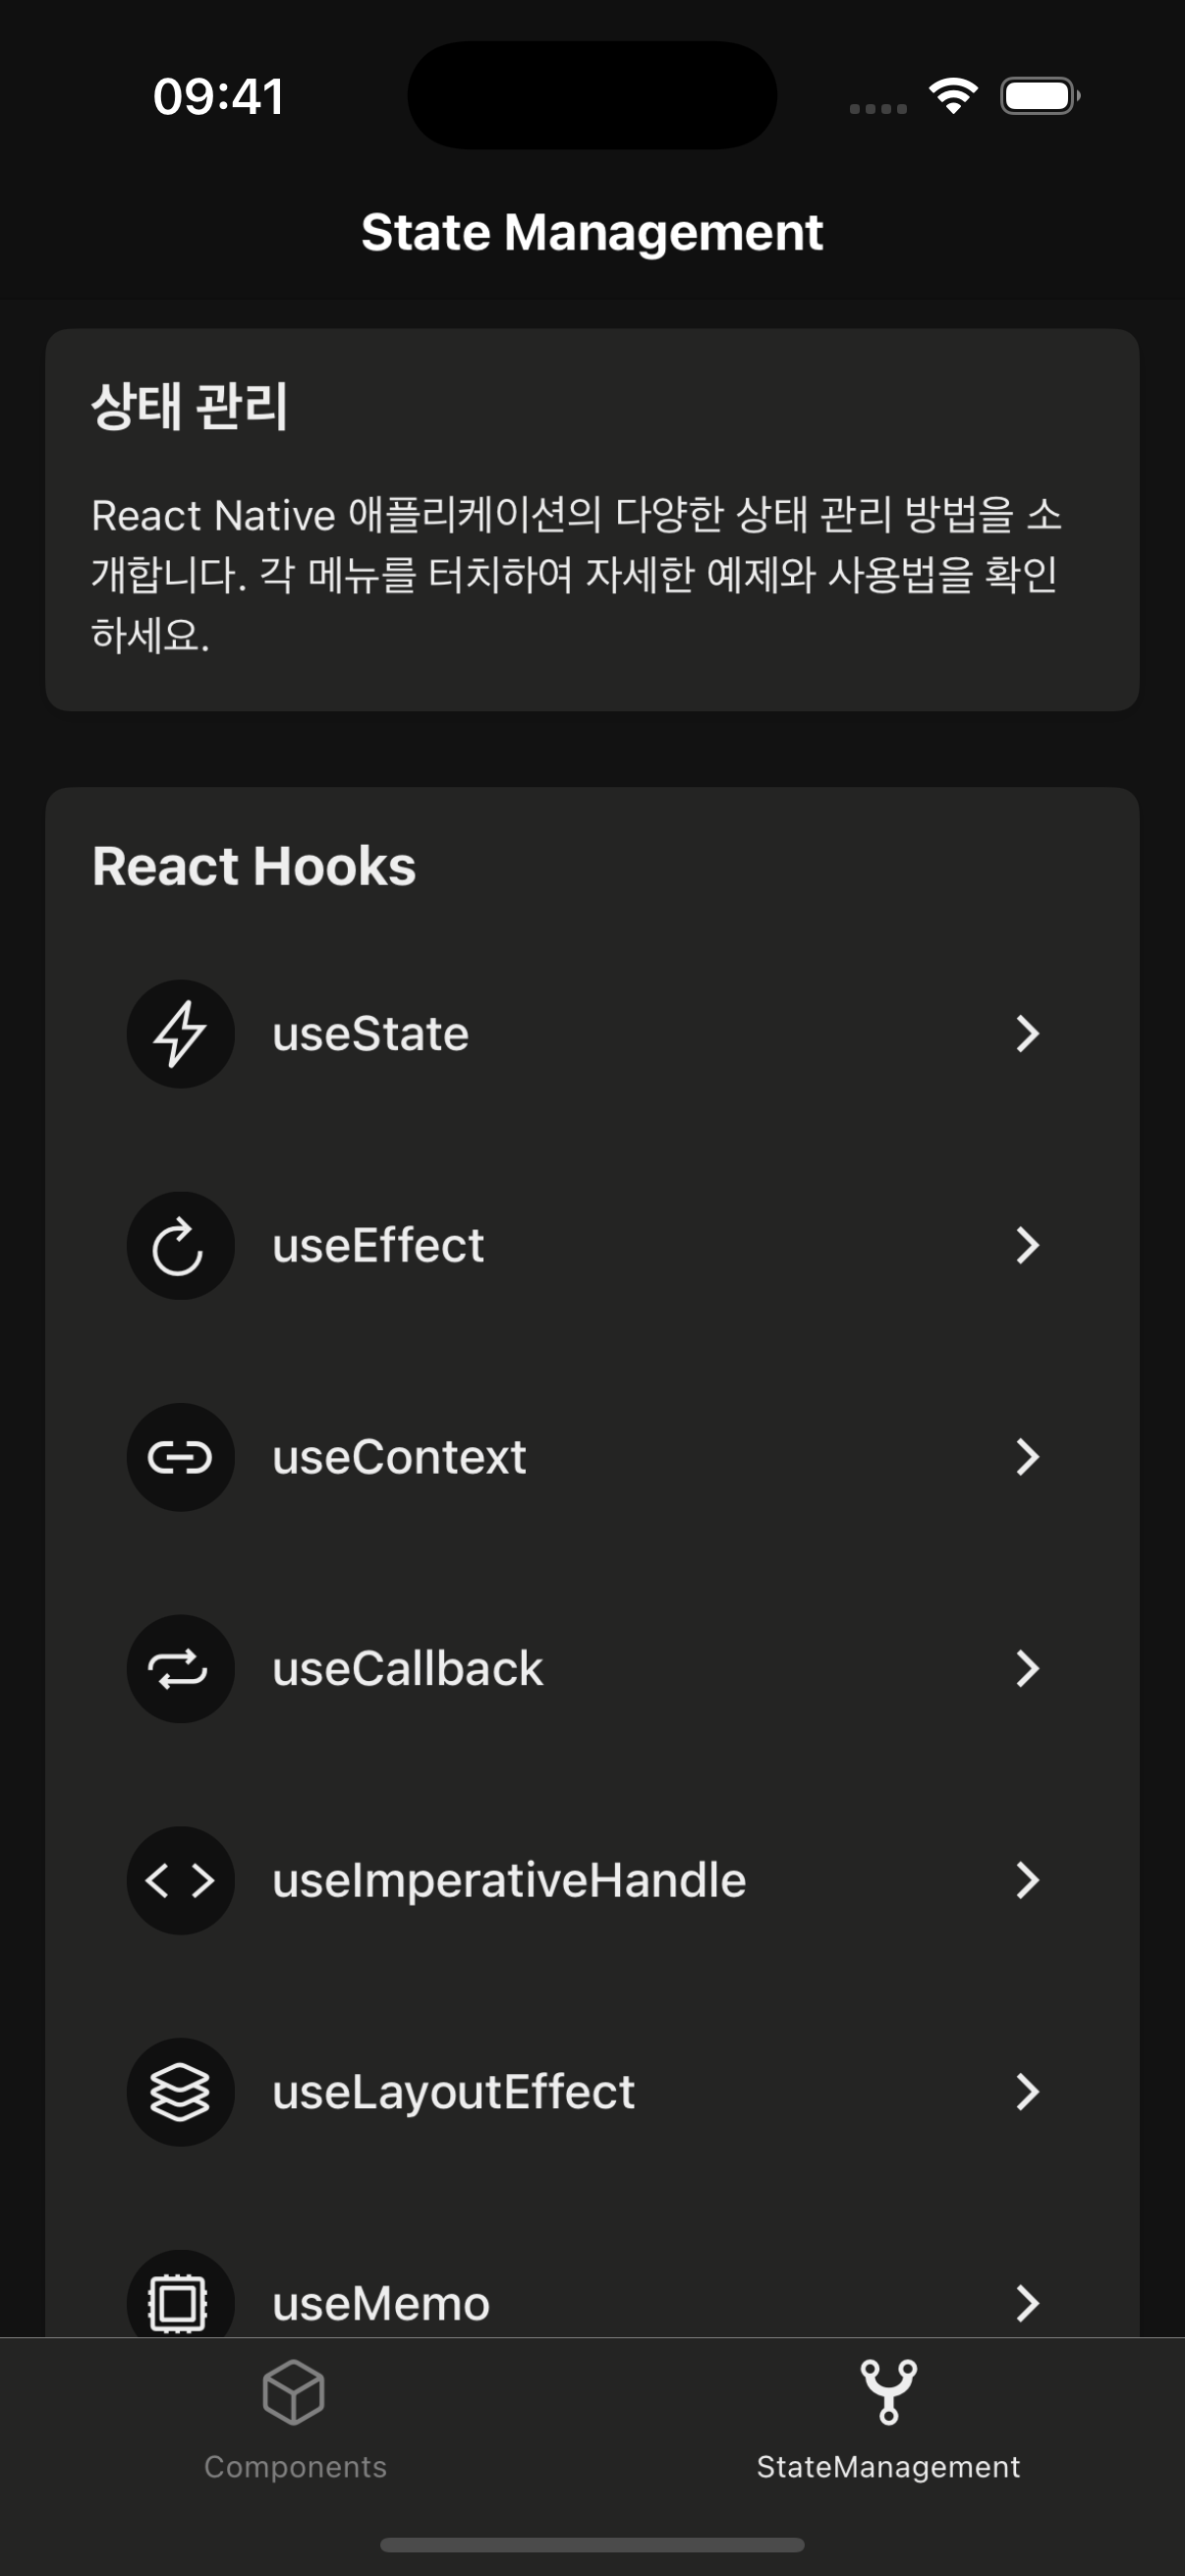 09:41
State Management
상태 관리
React Native 애플리케이션의 다양한 상태 관리 방법을 소
개합니다. 각 메뉴를 터치하여 자세한 예제와 사용법을 확인
하세요.
React Hooks
useState
useEffect
useContext
useCallback
useImperativeHandle
useLayoutEffect
useMemo
Components
StateManagement